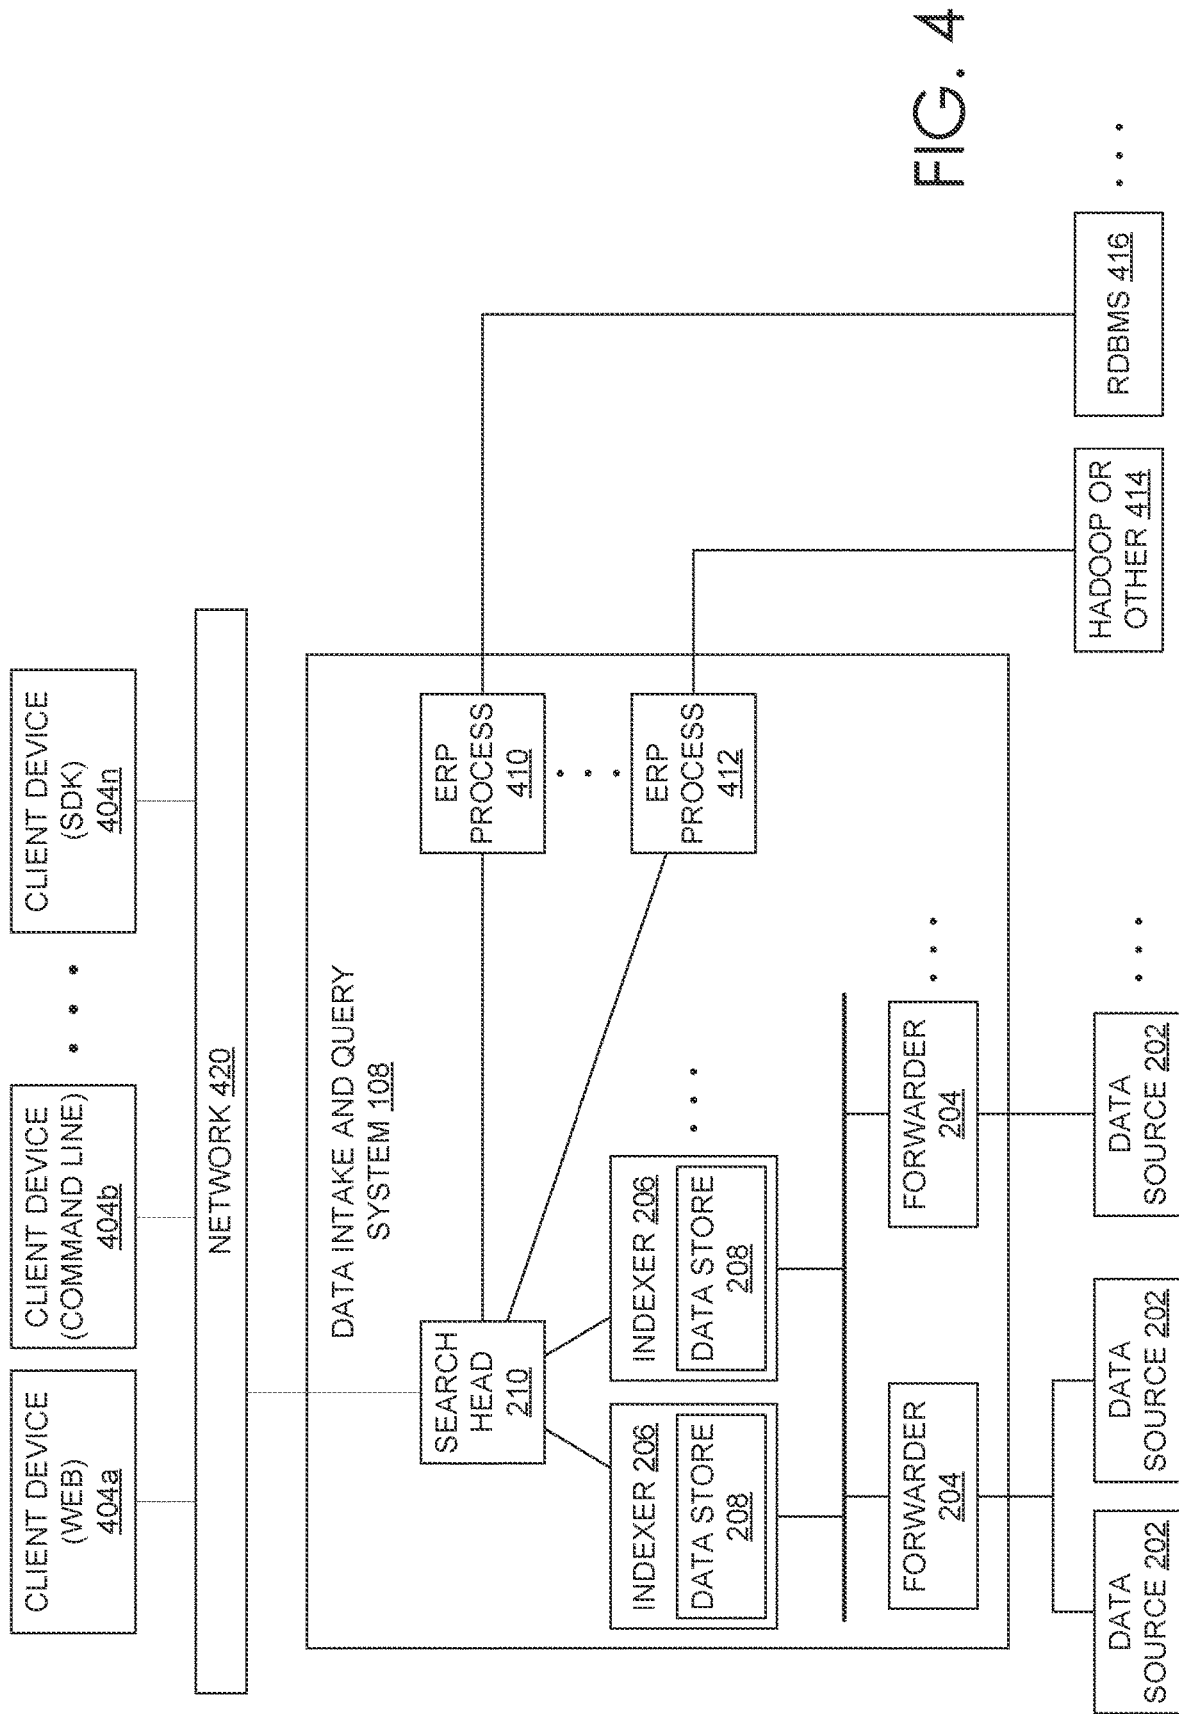 CLIENT DEVICE
(WEB)
404a
CLIENT DEVICE
(COMMAND LINE)
404b
CLIENT DEVICE
(SDK)
404n
NETWORK 420
DATA INTAKE AND QUERY
SYSTEM 108
SEARCH
HEAD
210
ERP
PROCESS
410
ERP
PROCESS
412
INDEXER 206
DATA STORE
208
INDEXER 206
DATA STORE
208
FORWARDER
204
FORWARDER
204
DATA
SOURCE 202
DATA
SOURCE 202
DATA
SOURCE 202
HADOOP OR
OTHER 414
RDBMS 416
FIG. 4